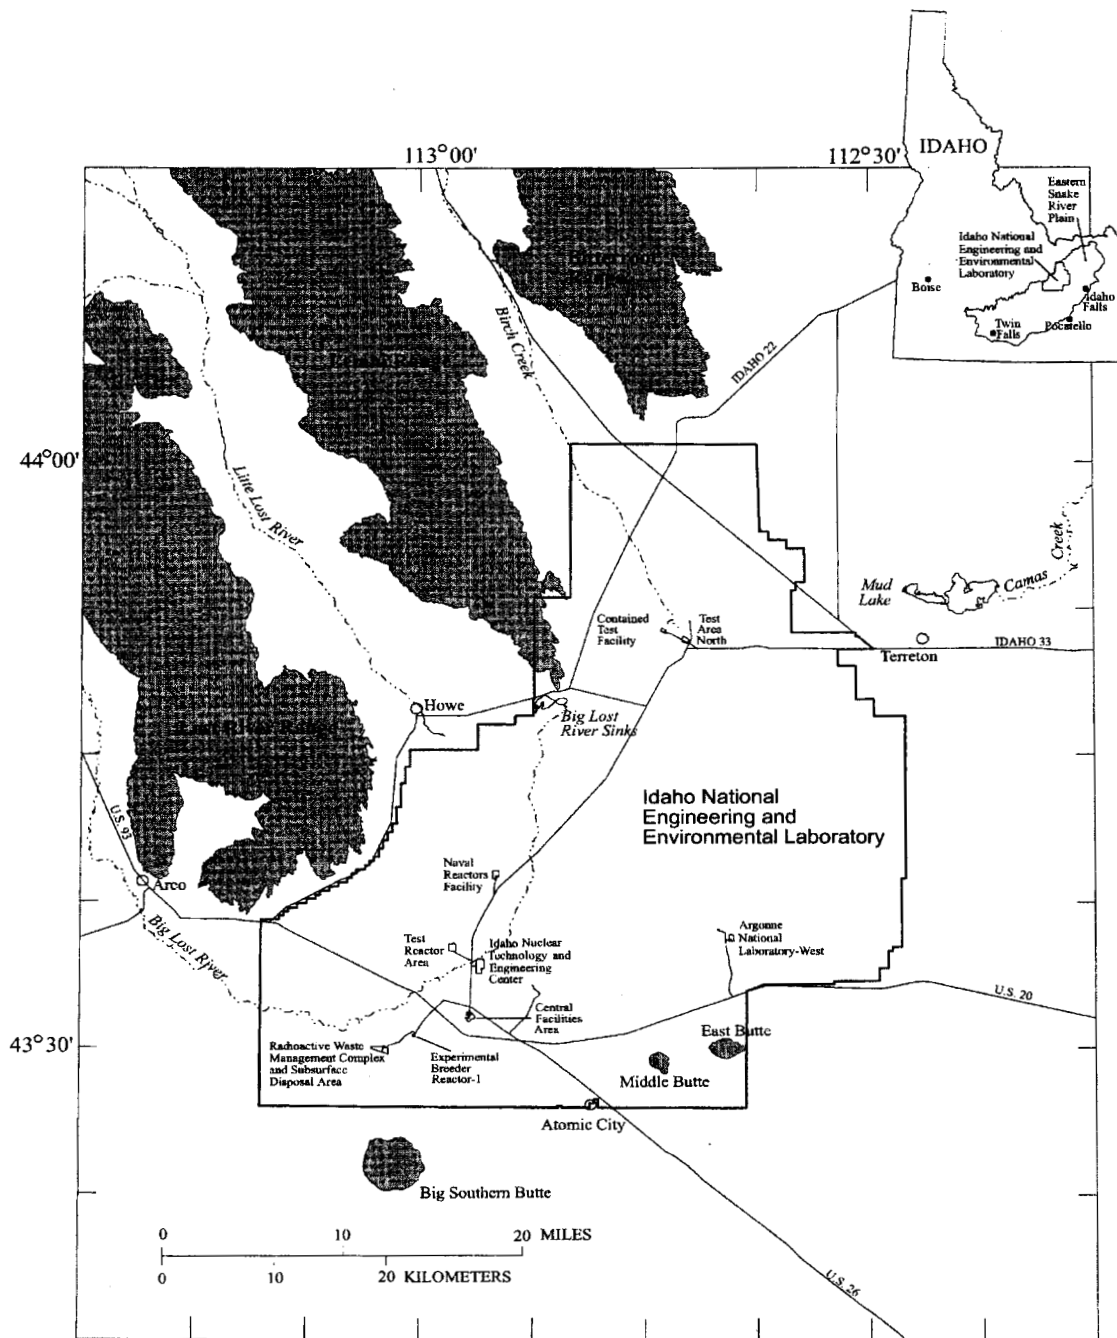 113°00'
112°30'
IDAHO
Eastern
Snake
River
Plain
Idaho National
Engineering and
Environmental
Laboratory
Boise
Idaho
Falls
Twin
Falls
Pocatello
Birch Creek
IDAHO 22
44°00'
Little Lost River
Mud
Lake
Camas
Creek
Contained
Test
Facility
Test
Area
North
IDAHO 33
Terreton
Howe
Big Lost
River Sinks
Idaho National
Engineering and
Environmental Laboratory
U.S. 93
Naval
Reactors
Facility
Arco
Big Lost River
Test
Reactor
Area
Idaho Nuclear
Technology and
Engineering
Center
Argonne
National
Laboratory-West
U.S. 20
Central
Facilities
Area
43°30'
Radioactive Waste
Management Complex
and Subsurface
Disposal Area
Experimental
Breeder
Reactor-1
East Butte
Middle Butte
Atomic City
Big Southern Butte
0 10 20 MILES
0 10 20 KILOMETERS
U.S. 26